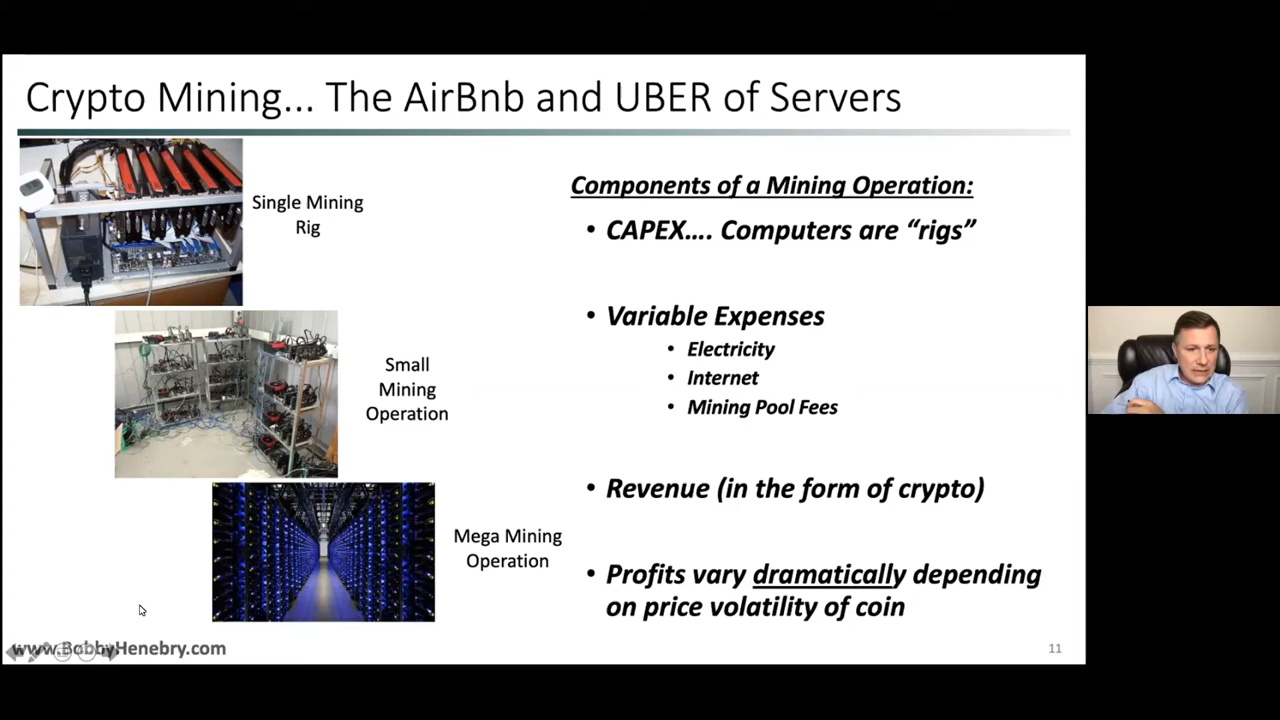 Crypto Mining... The AirBnb and UBER of Servers
Single Mining
Rig
Small
Mining
Operation
Mega Mining
Operation
Components of a Mining Operation:
• CAPEX.... Computers are “rigs”
• Variable Expenses
• Electricity
• Internet
• Mining Pool Fees
• Revenue (in the form of crypto)
• Profits vary dramatically depending
on price volatility of coin
www.BobbyHenebry.com
11